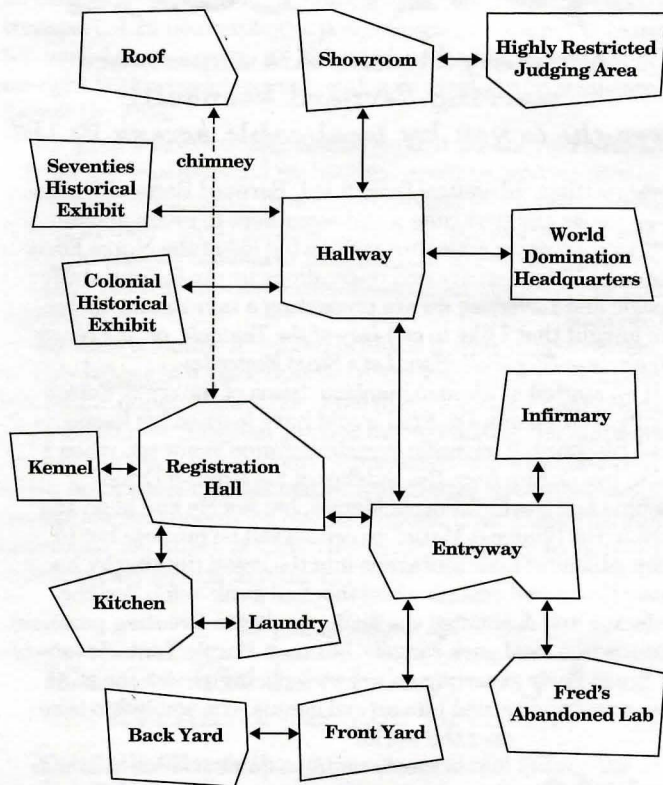 Roof
Showroom
Highly Restricted
Judging Area
chimney
Seventies
Historical
Exhibit
Hallway
World
Domination
Headquarters
Colonial
Historical
Exhibit
Infirmary
Kennel
Registration
Hall
Entryway
Kitchen
Laundry
Fred's
Abandoned Lab
Back Yard
Front Yard